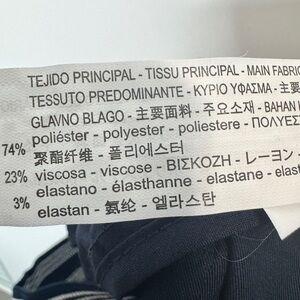 TEJIDO PRINCIPAL - TISSU PRINCIPAL - MAIN FABRIC
TESSUTO PREDOMINANTE - ΚΥΡΙΟ ΥΦΑΣΜΑ - 主要
GLAVNO BLAGO - 主要面料 - 주요소재 - BAHAN
74% poliéster - polyester - poliestere - ΠΟΛΥΕΣ
聚酯纤维 - 폴리에스터
23% viscosa - viscose - ΒΙΣΚΟΖΗ - レーヨン -
3% elastano - élasthanne - elastane -
elastan - 氨纶 - 엘라스탄